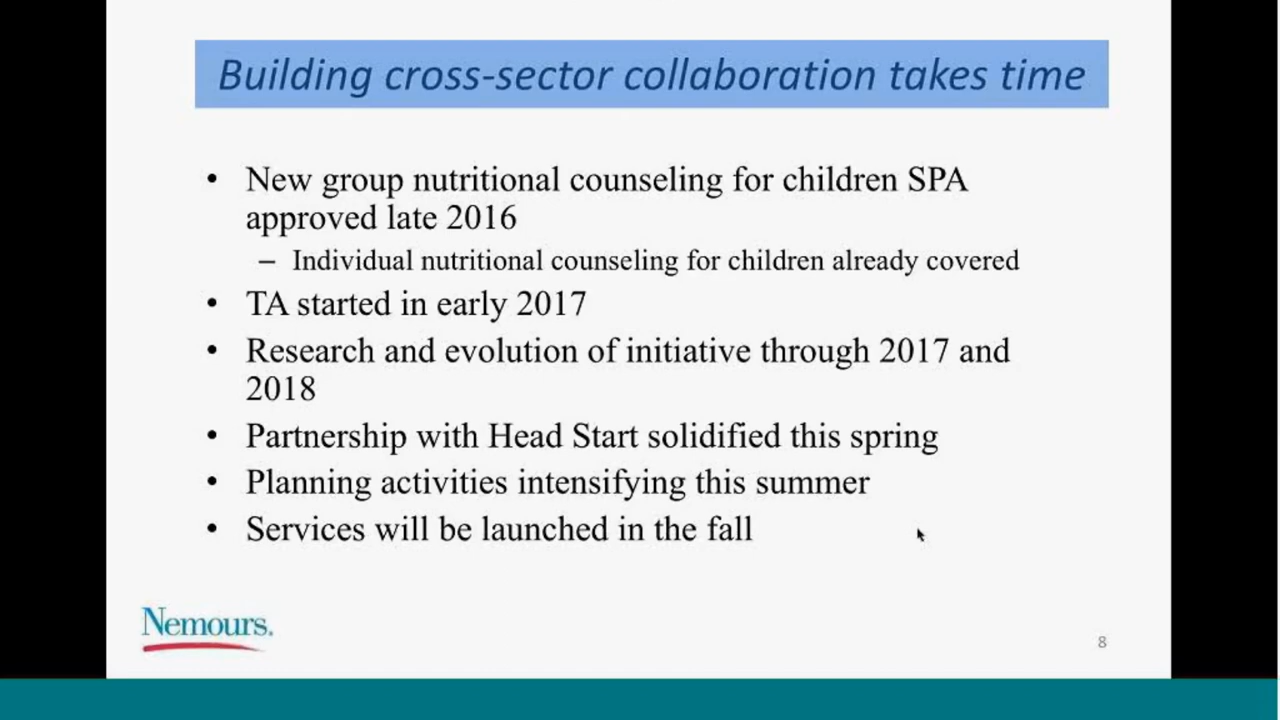 Building cross-sector collaboration takes time
• New group nutritional counseling for children SPA
approved late 2016
– Individual nutritional counseling for children already covered
• TA started in early 2017
• Research and evolution of initiative through 2017 and
2018
• Partnership with Head Start solidified this spring
• Planning activities intensifying this summer
• Services will be launched in the fall
Nemours.
8